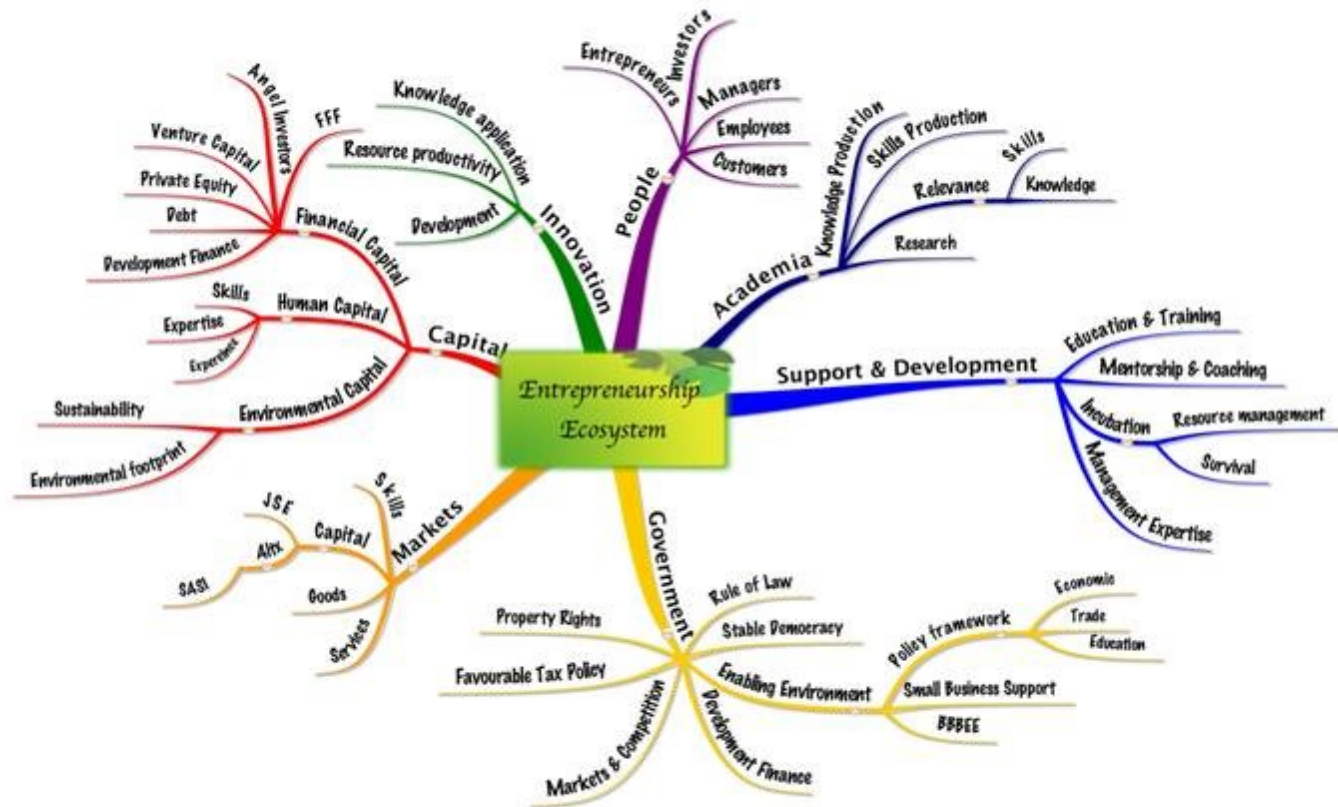 Entrepreneurship
Ecosystem
People
Entrepreneurs
Investors
Managers
Employees
Customers
Academia
Knowledge Production
Skills Production
Relevance
Skills
Knowledge
Research
Support & Development
Education & Training
Mentorship & Coaching
Incubation
Resource management
Survival
Management Expertise
Government
Rule of Law
Stable Democracy
Enabling Environment
Policy framework
Economic
Trade
Education
Small Business Support
BBBEE
Development Finance
Markets & Competition
Favourable Tax Policy
Property Rights
Markets
Skills
Capital
JSE
Altx
SASI
Goods
Services
Capital
Financial Capital
FFF
Angel Investors
Venture Capital
Private Equity
Debt
Development Finance
Human Capital
Skills
Expertise
Expereince
Environmental Capital
Sustainability
Environmental footprint
Innovation
Knowledge application
Resource productivity
Development